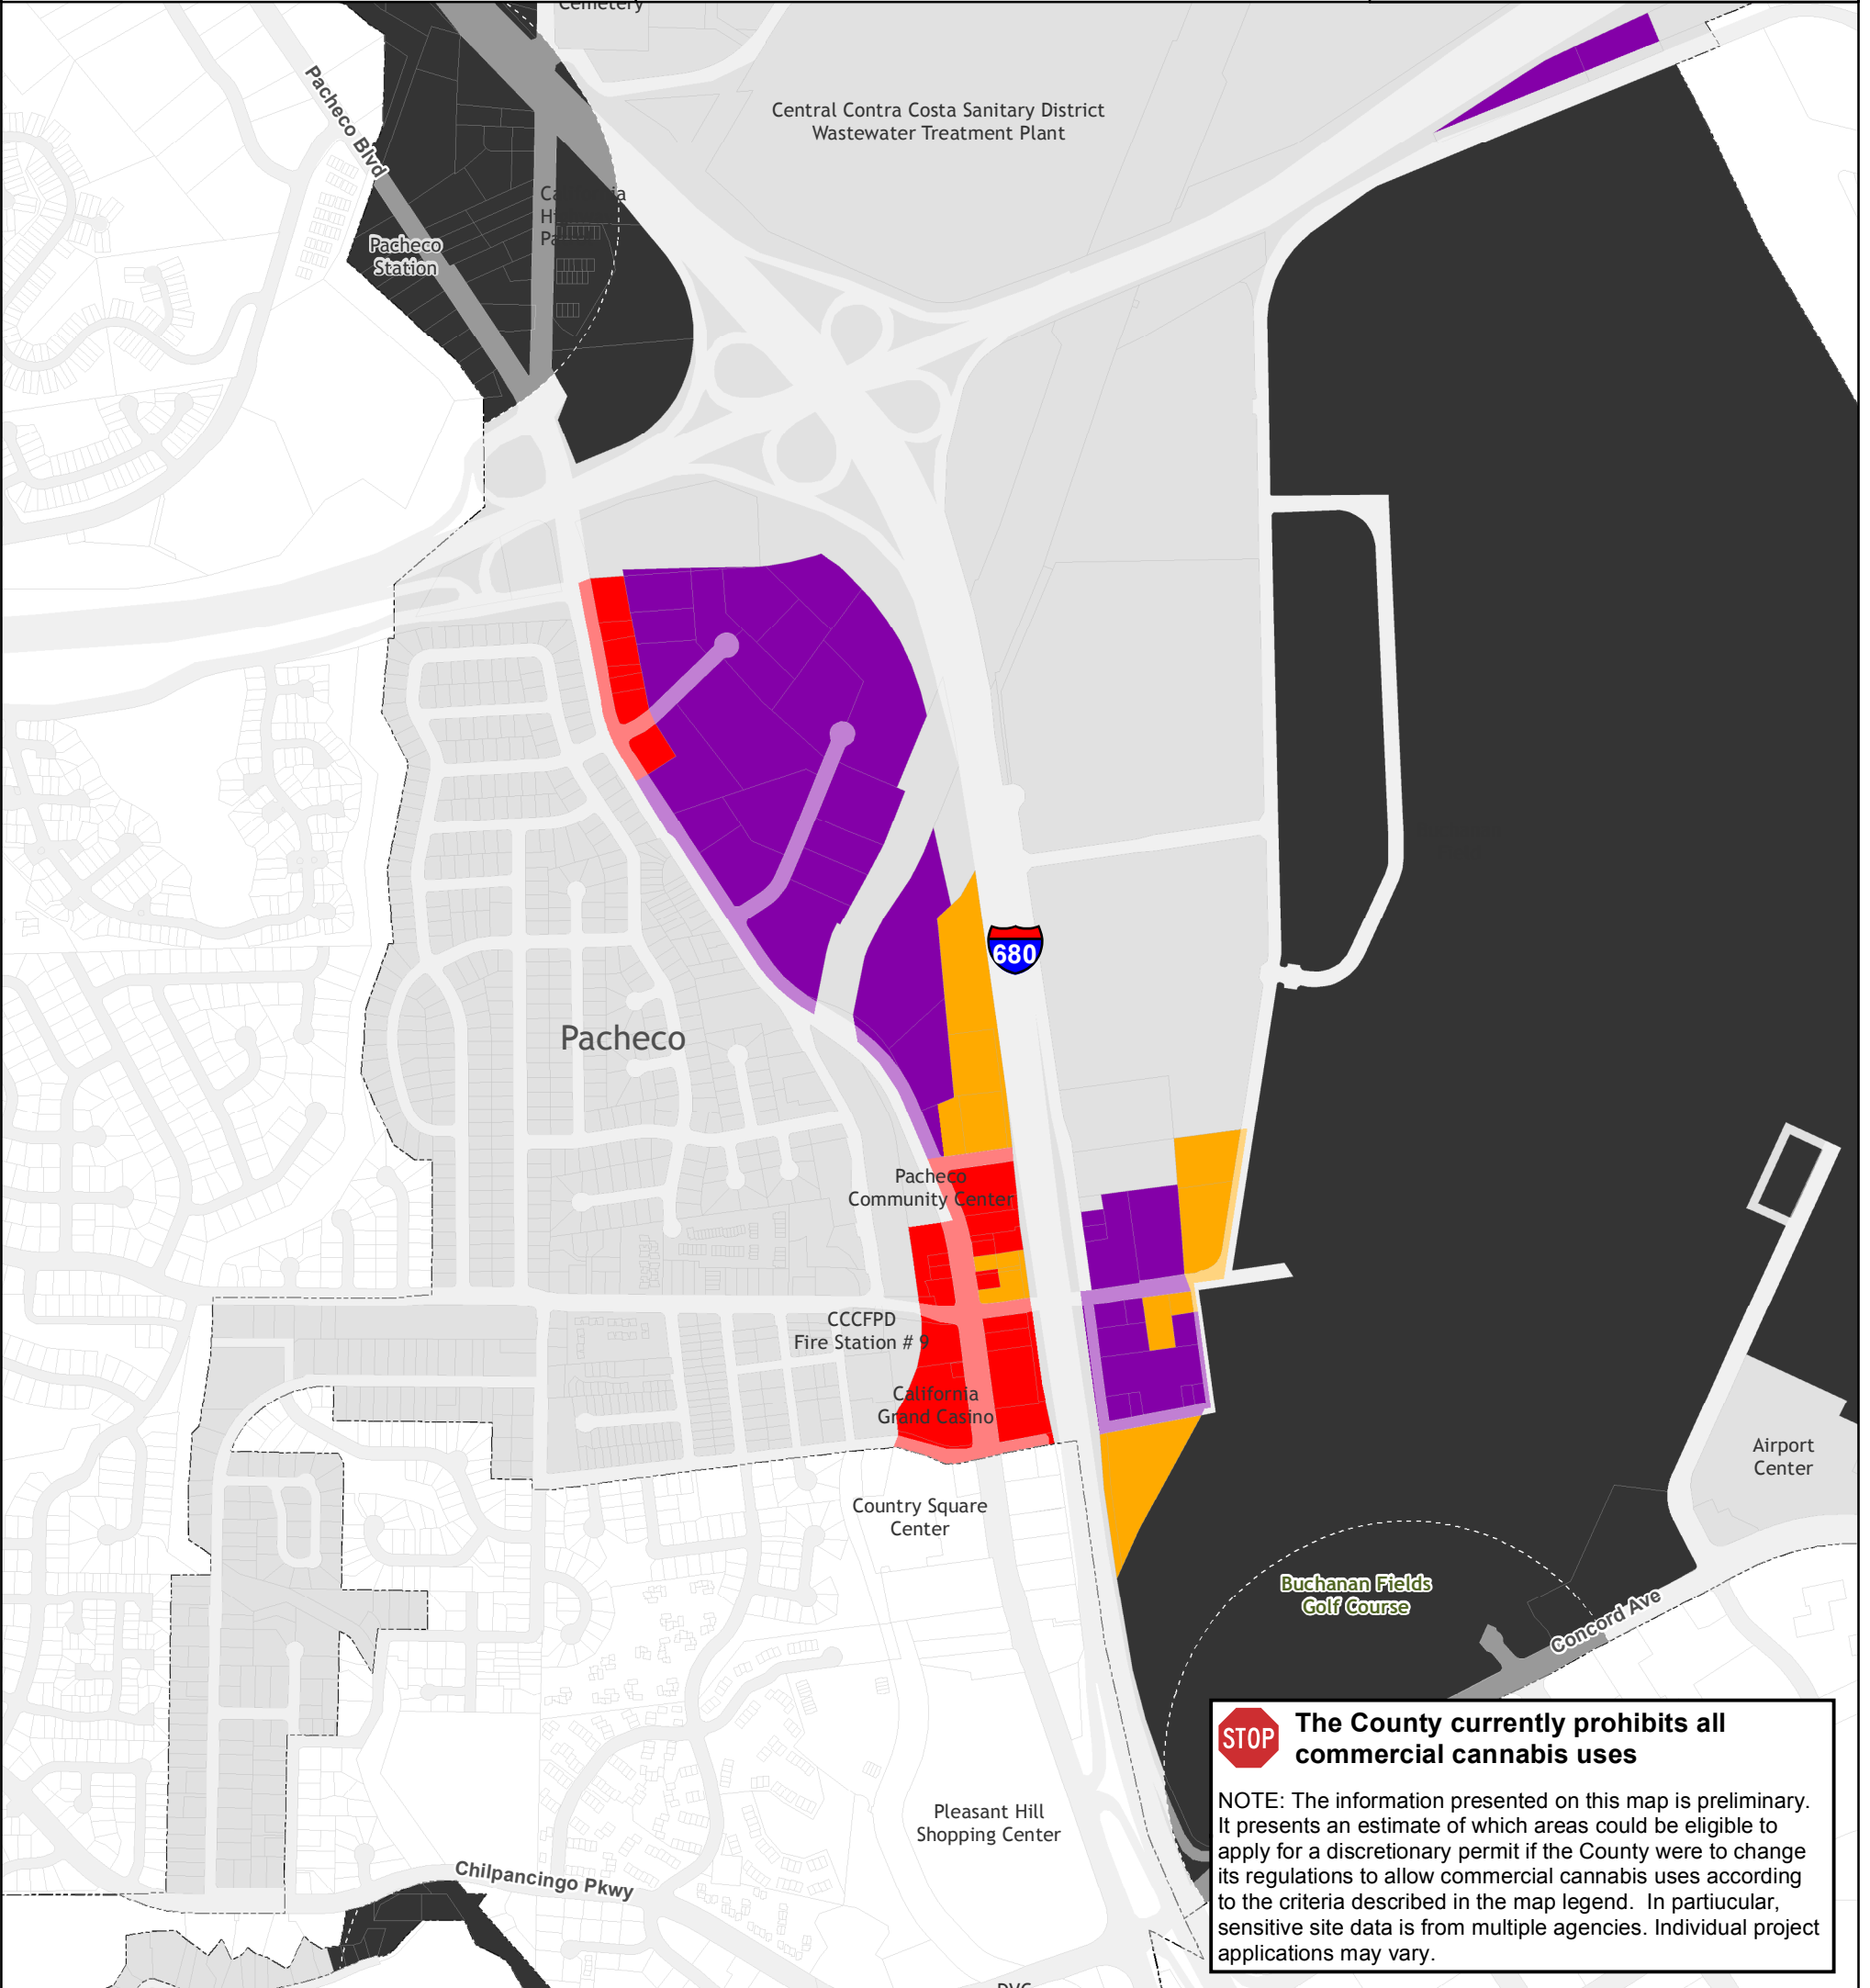 Cemetery
Central Contra Costa Sanitary District
Wastewater Treatment Plant
Pacheco Blvd
Pacheco
Station
680
Pacheco
Pacheco
Community Center
CCCFPD
Fire Station # 9
California
Grand Casino
Country Square
Center
Airport
Center
Buchanan Fields
Golf Course
Concord Ave
Pleasant Hill
Shopping Center
Chilpancingo Pkwy
STOP
The County currently prohibits all
commercial cannabis uses
NOTE: The information presented on this map is preliminary.
It presents an estimate of which areas could be eligible to
apply for a discretionary permit if the County were to change
its regulations to allow commercial cannabis uses according
to the criteria described in the map legend.  In partiucular,
sensitive site data is from multiple agencies. Individual project
applications may vary.